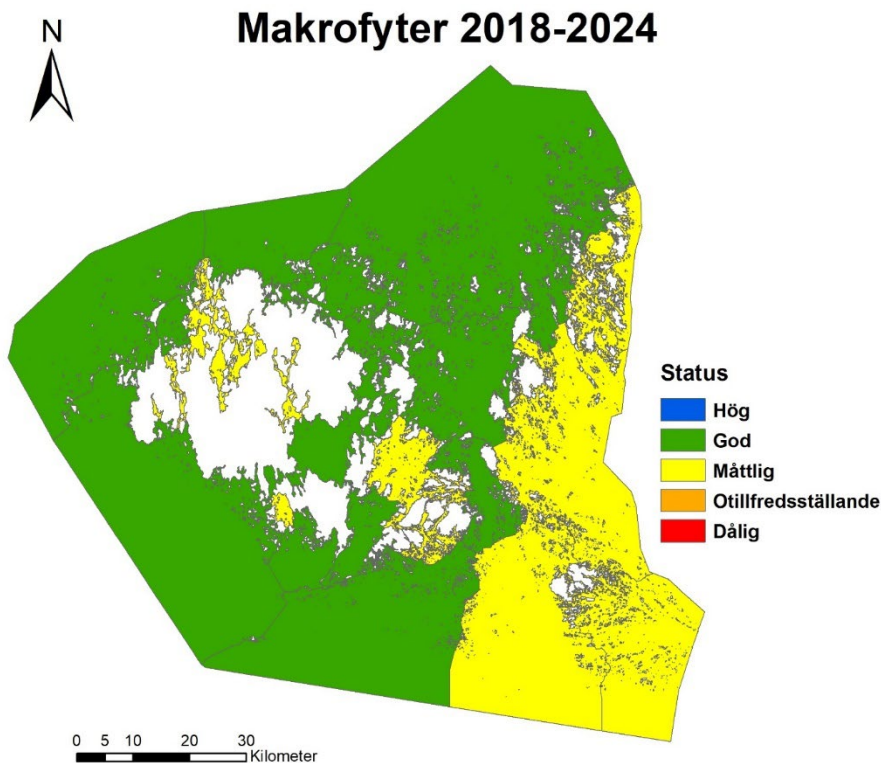 Makrofyter 2018-2024
N
Status
Hög
God
Måttlig
Otillfredsställande
Dålig
0 5 10 20 30
Kilometer